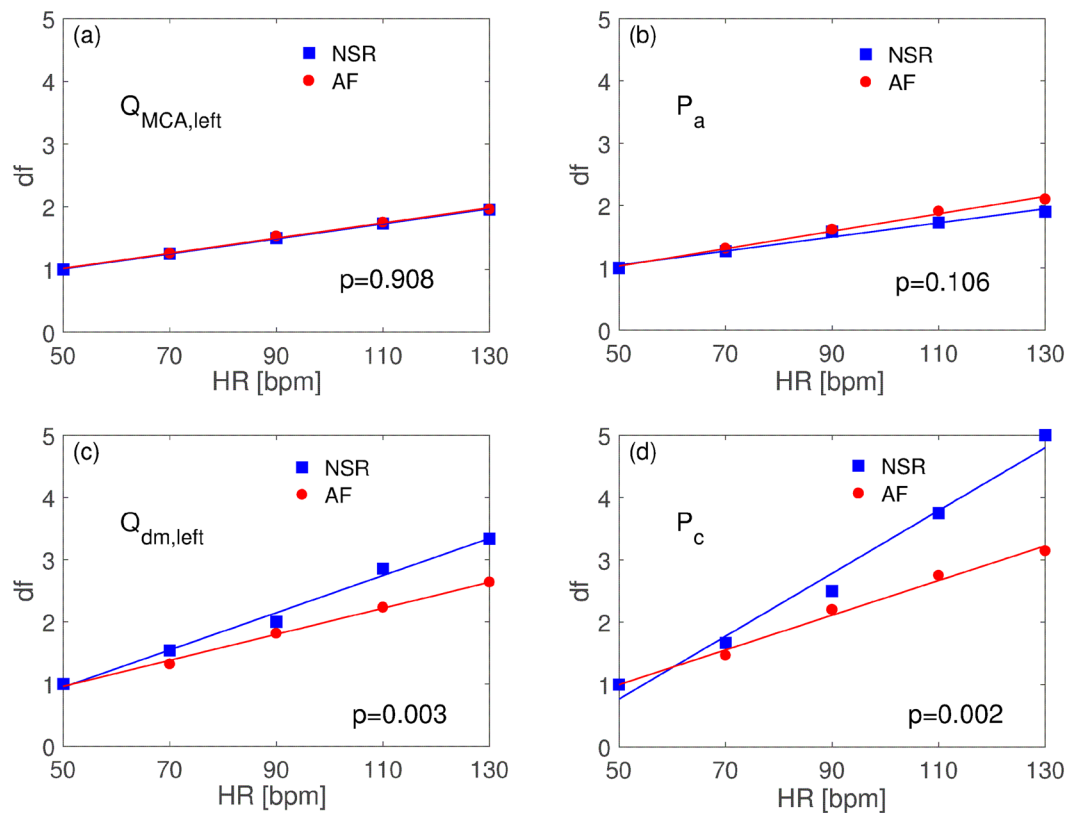 (a)
NSR
AF
Q_MCA,left
p=0.908
df
5
4
3
2
1
0
50 70 90 110 130
HR [bpm]
(b)
NSR
AF
P_a
p=0.106
df
5
4
3
2
1
0
50 70 90 110 130
HR [bpm]
(c)
NSR
AF
Q_dm,left
p=0.003
df
5
4
3
2
1
0
50 70 90 110 130
HR [bpm]
(d)
NSR
AF
P_c
p=0.002
df
5
4
3
2
1
0
50 70 90 110 130
HR [bpm]